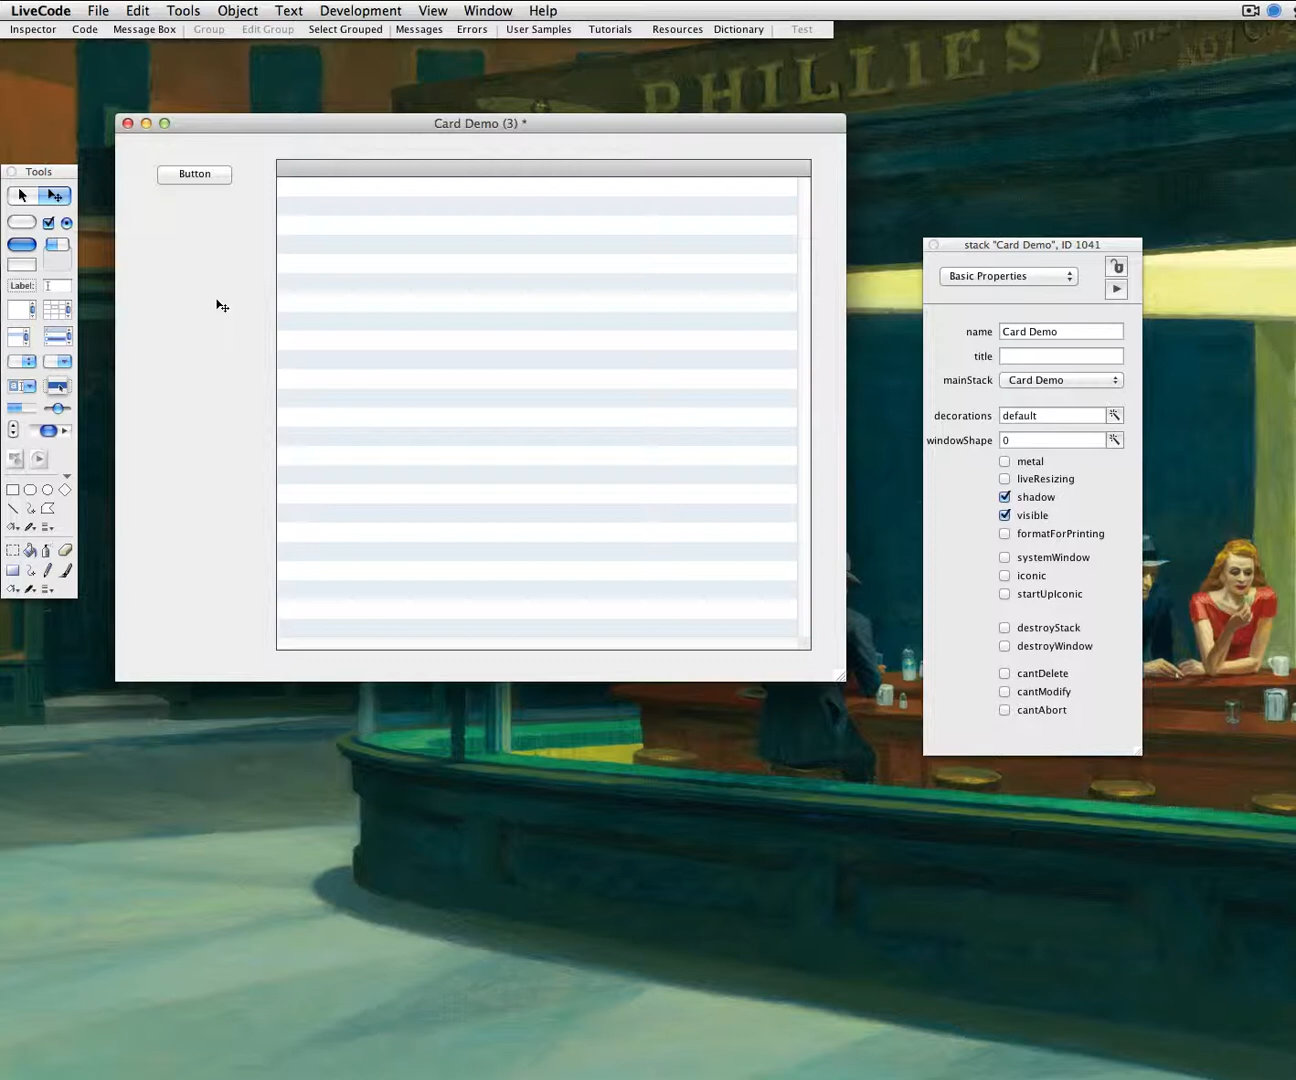 LiveCode File Edit Tools Object Text Development View Window Help
Inspector Code Message Box Group Edit Group Select Grouped Messages Errors User Samples Tutorials Resources Dictionary Test
PHILLIES
Card Demo (3) *
Tools
Button
Label:
stack "Card Demo", ID 1041
Basic Properties
name Card Demo
title
mainStack Card Demo
decorations default
windowShape 0
metal
liveResizing
shadow
visible
formatForPrinting
systemWindow
iconic
startUpIconic
destroyStack
destroyWindow
cantDelete
cantModify
cantAbort